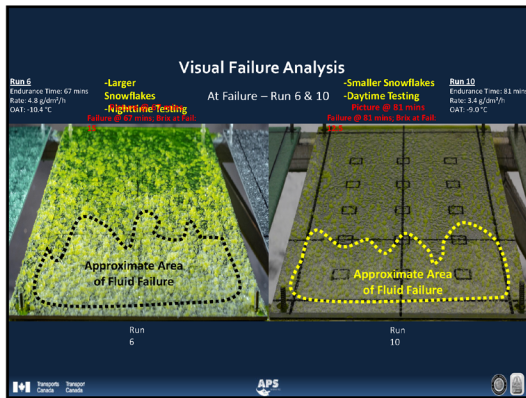 Visual Failure Analysis
At Failure – Run 6 & 10
Run 6
Endurance Time: 67 mins
Rate: 4.8 g/dm²/h
OAT: -10.4 °C
-Larger
Snowflakes
-Nighttime Testing
Failure @ 67 mins; Brix at Fail:
-Smaller Snowflakes
-Daytime Testing
Picture @ 81 mins
Failure @ 81 mins; Brix at Fail:
Run 10
Endurance Time: 81 mins
Rate: 3.4 g/dm²/h
OAT: -9.0 °C
Approximate Area
of Fluid Failure
Approximate Area
of Fluid Failure
Run
6
Run
10
Transports
Canada
Transport
Canada
APS